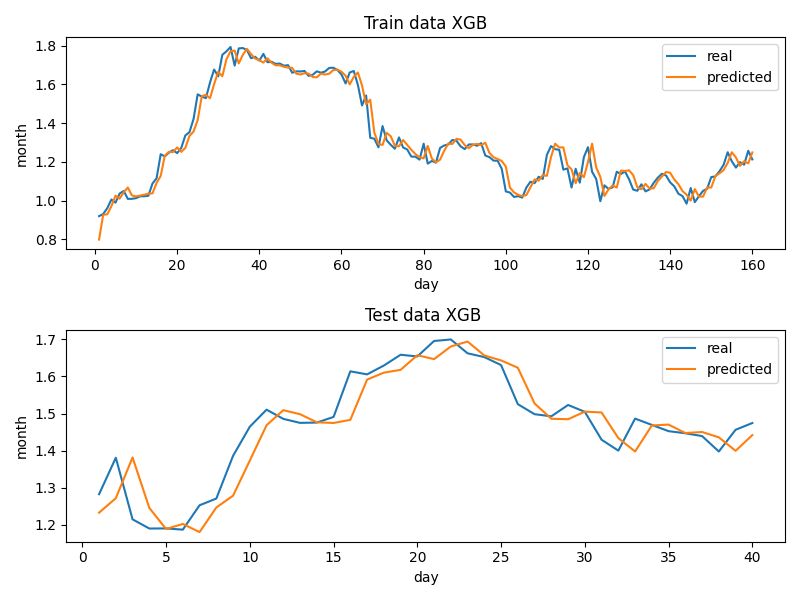 Train data XGB
1.8
1.6
1.4
1.2
1.0
0.8
month
real
predicted
0 20 40 60 80 100 120 140 160
day
Test data XGB
1.7
1.6
1.5
1.4
1.3
1.2
month
real
predicted
0 5 10 15 20 25 30 35 40
day